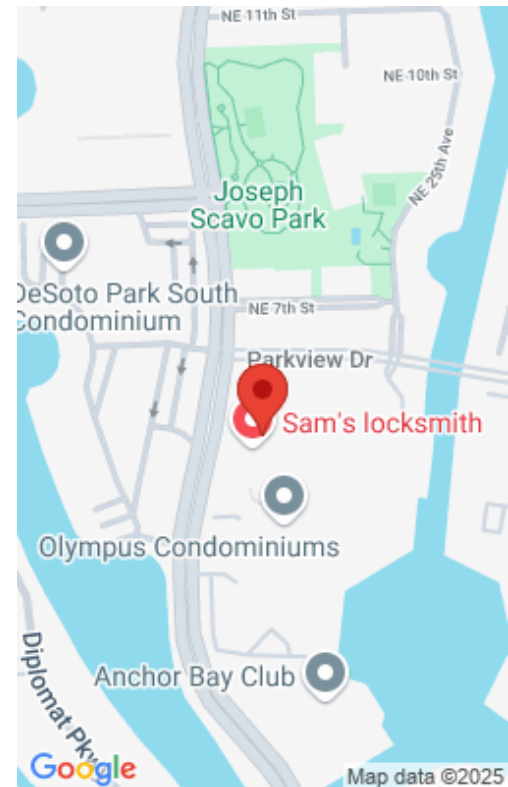 NE 11th St
NE 10th St
NE 25th Ave
Joseph
Scavo Park
DeSoto Park South
Condominium
NE 7th St
Parkview Dr
Sam's locksmith
Olympus Condominiums
Anchor Bay Club
Diplomat Pkwy
Google
Map data ©2025